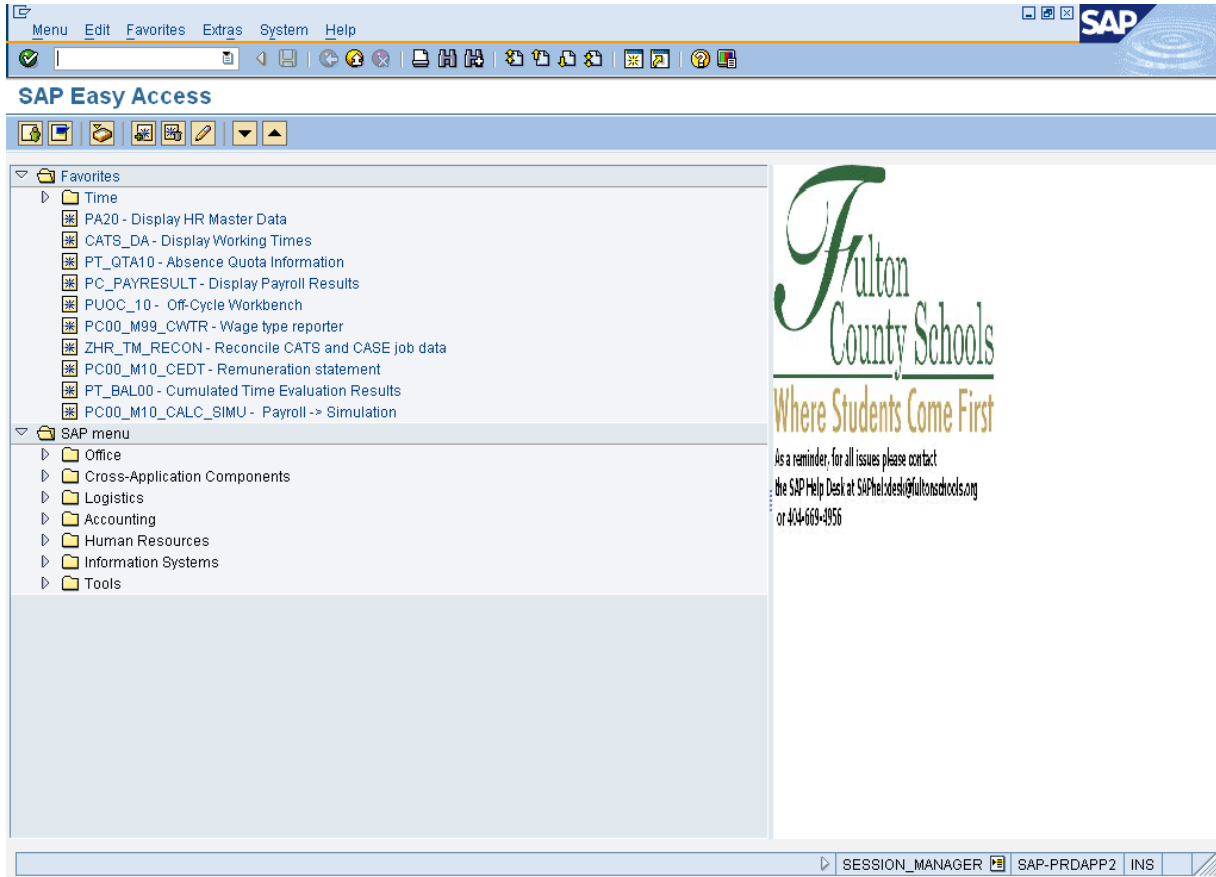 Menu Edit Favorites Extras System Help
SAP
SAP Easy Access
Favorites
Time
PA20 - Display HR Master Data
CATS_DA - Display Working Times
PT_QTA10 - Absence Quota Information
PC_PAYRESULT - Display Payroll Results
PUOC_10 - Off-Cycle Workbench
PC00_M99_CWTR - Wage type reporter
ZHR_TM_RECON - Reconcile CATS and CASE job data
PC00_M10_CEDT - Remuneration statement
PT_BAL00 - Cumulated Time Evaluation Results
PC00_M10_CALC_SIMU - Payroll -> Simulation
SAP menu
Office
Cross-Application Components
Logistics
Accounting
Human Resources
Information Systems
Tools
Fulton
County Schools
Where Students Come First
As a reminder, for all issues please contact
the SAP Help Desk at SAPhelpdesk@fultonschools.org
or 404-669-4956
SESSION_MANAGER SAP-PRDAPP2 INS